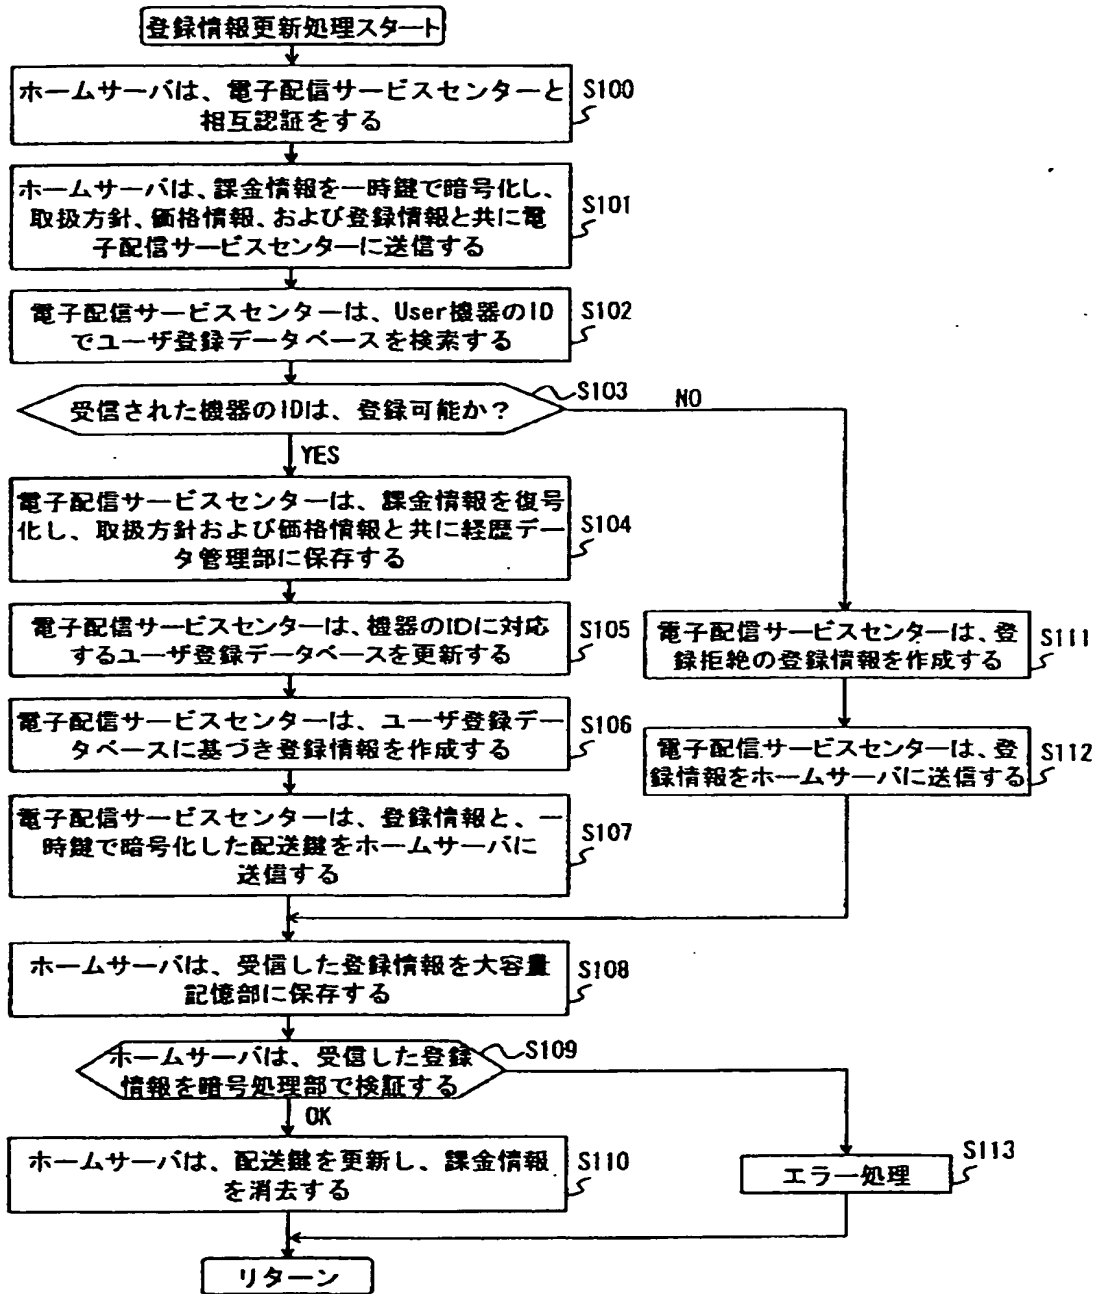 登録情報更新処理スタート
ホームサーバは、電子配信サービスセンターと
相互認証をする
S100
ホームサーバは、課金情報を一時鍵で暗号化し、
取扱方針、価格情報、および登録情報と共に電
子配信サービスセンターに送信する
S101
電子配信サービスセンターは、User機器のID
でユーザ登録データベースを検索する
S102
受信された機器のIDは、登録可能か？
S103
NO
YES
電子配信サービスセンターは、課金情報を復号
化し、取扱方針および価格情報と共に経歴デー
タ管理部に保存する
S104
電子配信サービスセンターは、機器のIDに対応
するユーザ登録データベースを更新する
S105
電子配信サービスセンターは、登
録拒絶の登録情報を作成する
S111
電子配信サービスセンターは、ユーザ登録デー
タベースに基づき登録情報を作成する
S106
電子配信サービスセンターは、登
録情報をホームサーバに送信する
S112
電子配信サービスセンターは、登録情報と、一
時鍵で暗号化した配送鍵をホームサーバに
送信する
S107
ホームサーバは、受信した登録情報を大容量
記憶部に保存する
S108
ホームサーバは、受信した登録
情報を暗号処理部で検証する
S109
OK
ホームサーバは、配送鍵を更新し、課金情報
を消去する
S110
エラー処理
S113
リターン